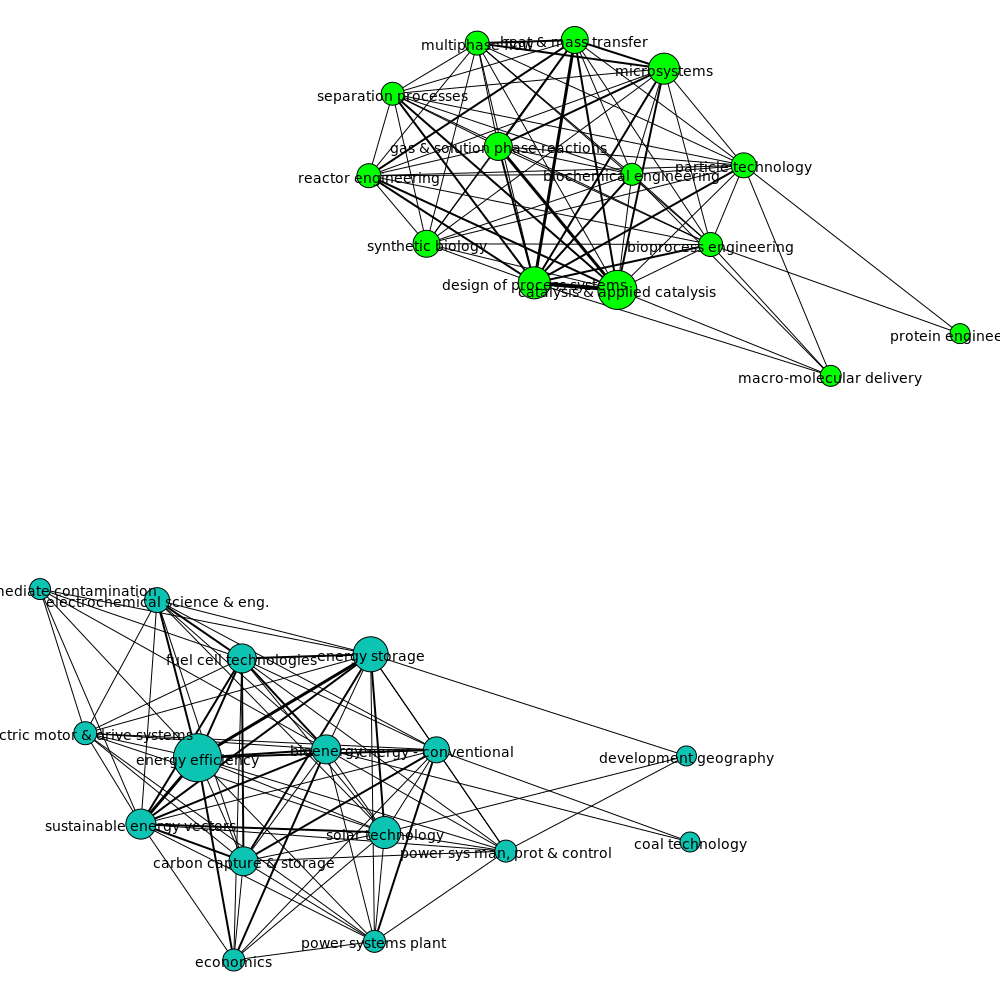 multiphase flow
heat & mass transfer
microsystems
separation processes
gas & solution phase reactions
particle technology
biochemical engineering
reactor engineering
synthetic biology
bioprocess engineering
design of process systems
catalysis & applied catalysis
protein enginee
macro-molecular delivery
mediate contamination
electrochemical science & eng.
fuel cell technologies
energy storage
ctric motor & drive systems
bioenergy
energy - conventional
energy efficiency
development geography
sustainable energy vectors
solar technology
coal technology
power sys man, prot & control
carbon capture & storage
power systems plant
economics